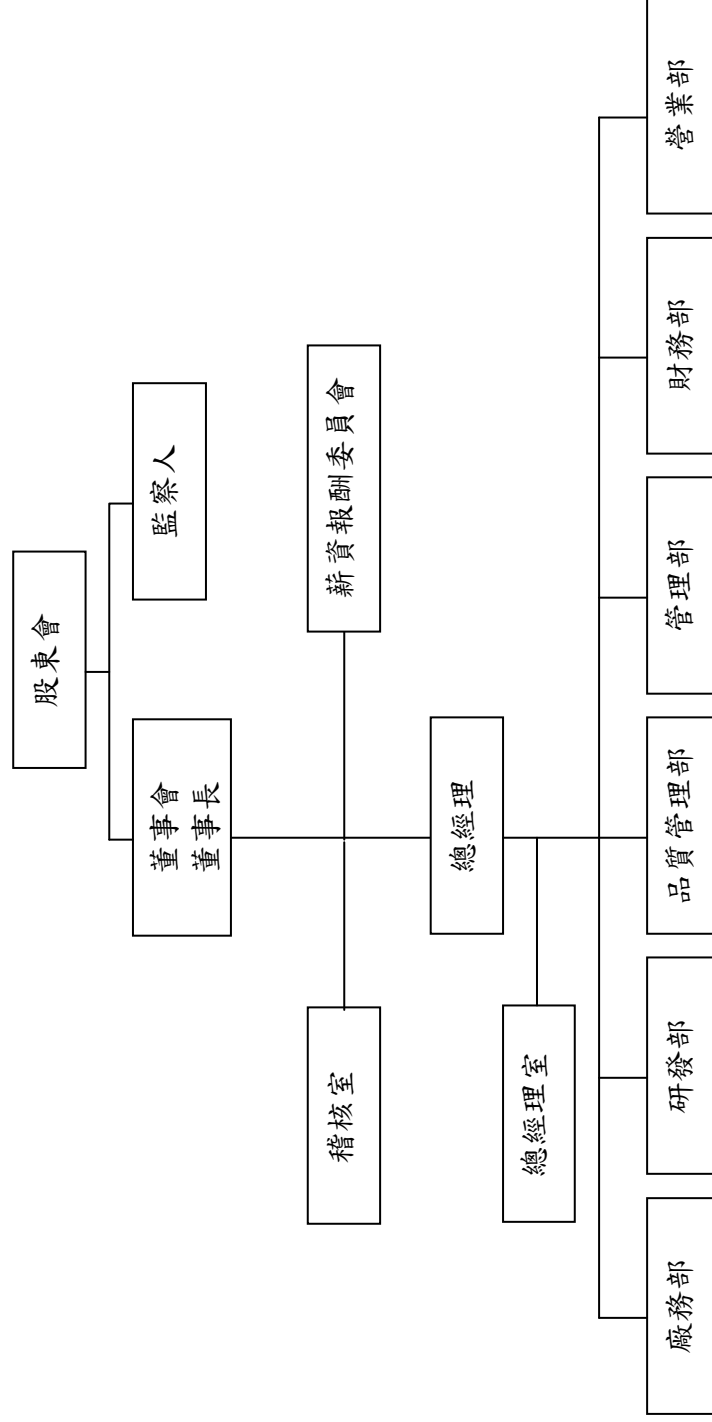 股東會
董事會
董事長
監察人
稽核室
薪資報酬委員會
總經理
總經理室
廠務部
研發部
品質管理部
管理部
財務部
營業部